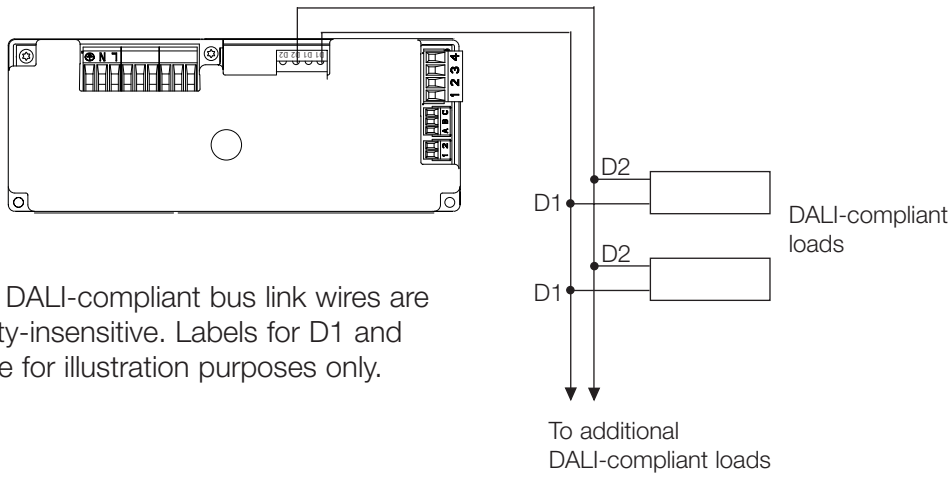 ⏚ N L
D2 D2 D1 D1
1 2 3 4
A B C
1 2
D2
D1
DALI-compliant
loads
D2
D1
DALI-compliant bus link wires are
ty-insensitive. Labels for D1 and
e for illustration purposes only.
To additional
DALI-compliant loads